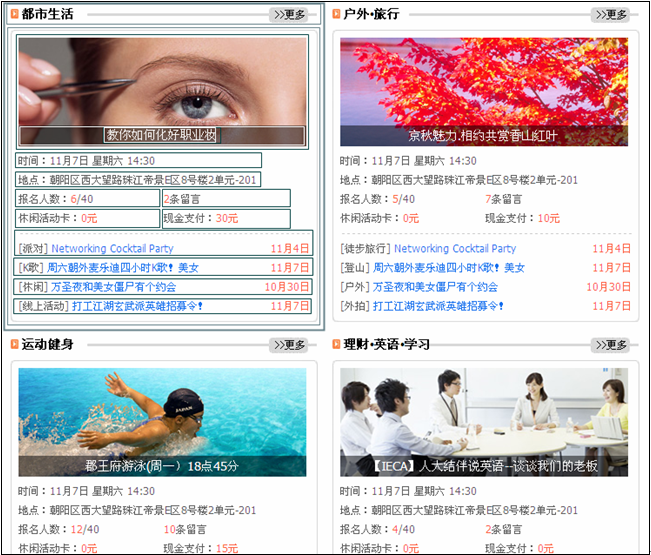 都市生活
>>更多
教你如何化好职业妆
时间：11月7日 星期六 14:30
地点：朝阳区西大望路珠江帝景E区8号楼2单元-201
报名人数：6/40 2条留言
休闲活动卡：0元 现金支付：30元
[派对] Networking Cocktail Party 11月4日
[K歌] 周六朝外麦乐迪四小时K歌！美女 11月7日
[休闲] 万圣夜和美女僵尸有个约会 10月30日
[线上活动] 打工江湖玄武派英雄招募令！ 11月7日
户外•旅行
>>更多
京秋魅力.相约共赏香山红叶
时间：11月7日 星期六 14:30
地点：朝阳区西大望路珠江帝景E区8号楼2单元-201
报名人数：5/40 7条留言
休闲活动卡：0元 现金支付：10元
[徒步旅行] Networking Cocktail Party 11月4日
[登山] 周六朝外麦乐迪四小时K歌！美女 11月7日
[户外] 万圣夜和美女僵尸有个约会 10月30日
[外拍] 打工江湖玄武派英雄招募令！ 11月7日
运动健身
>>更多
JAPAN
郡王府游泳(周一）18点45分
时间：11月7日 星期六 14:30
地点：朝阳区西大望路珠江帝景E区8号楼2单元-201
报名人数：12/40 10条留言
休闲活动卡：0元 现金支付：15元
理财•英语•学习
>>更多
【IECA】人大结伴说英语--谈谈我们的老板
时间：11月7日 星期六 14:30
地点：朝阳区西大望路珠江帝景E区8号楼2单元-201
报名人数：4/40 2条留言
休闲活动卡：0元 现金支付：0元